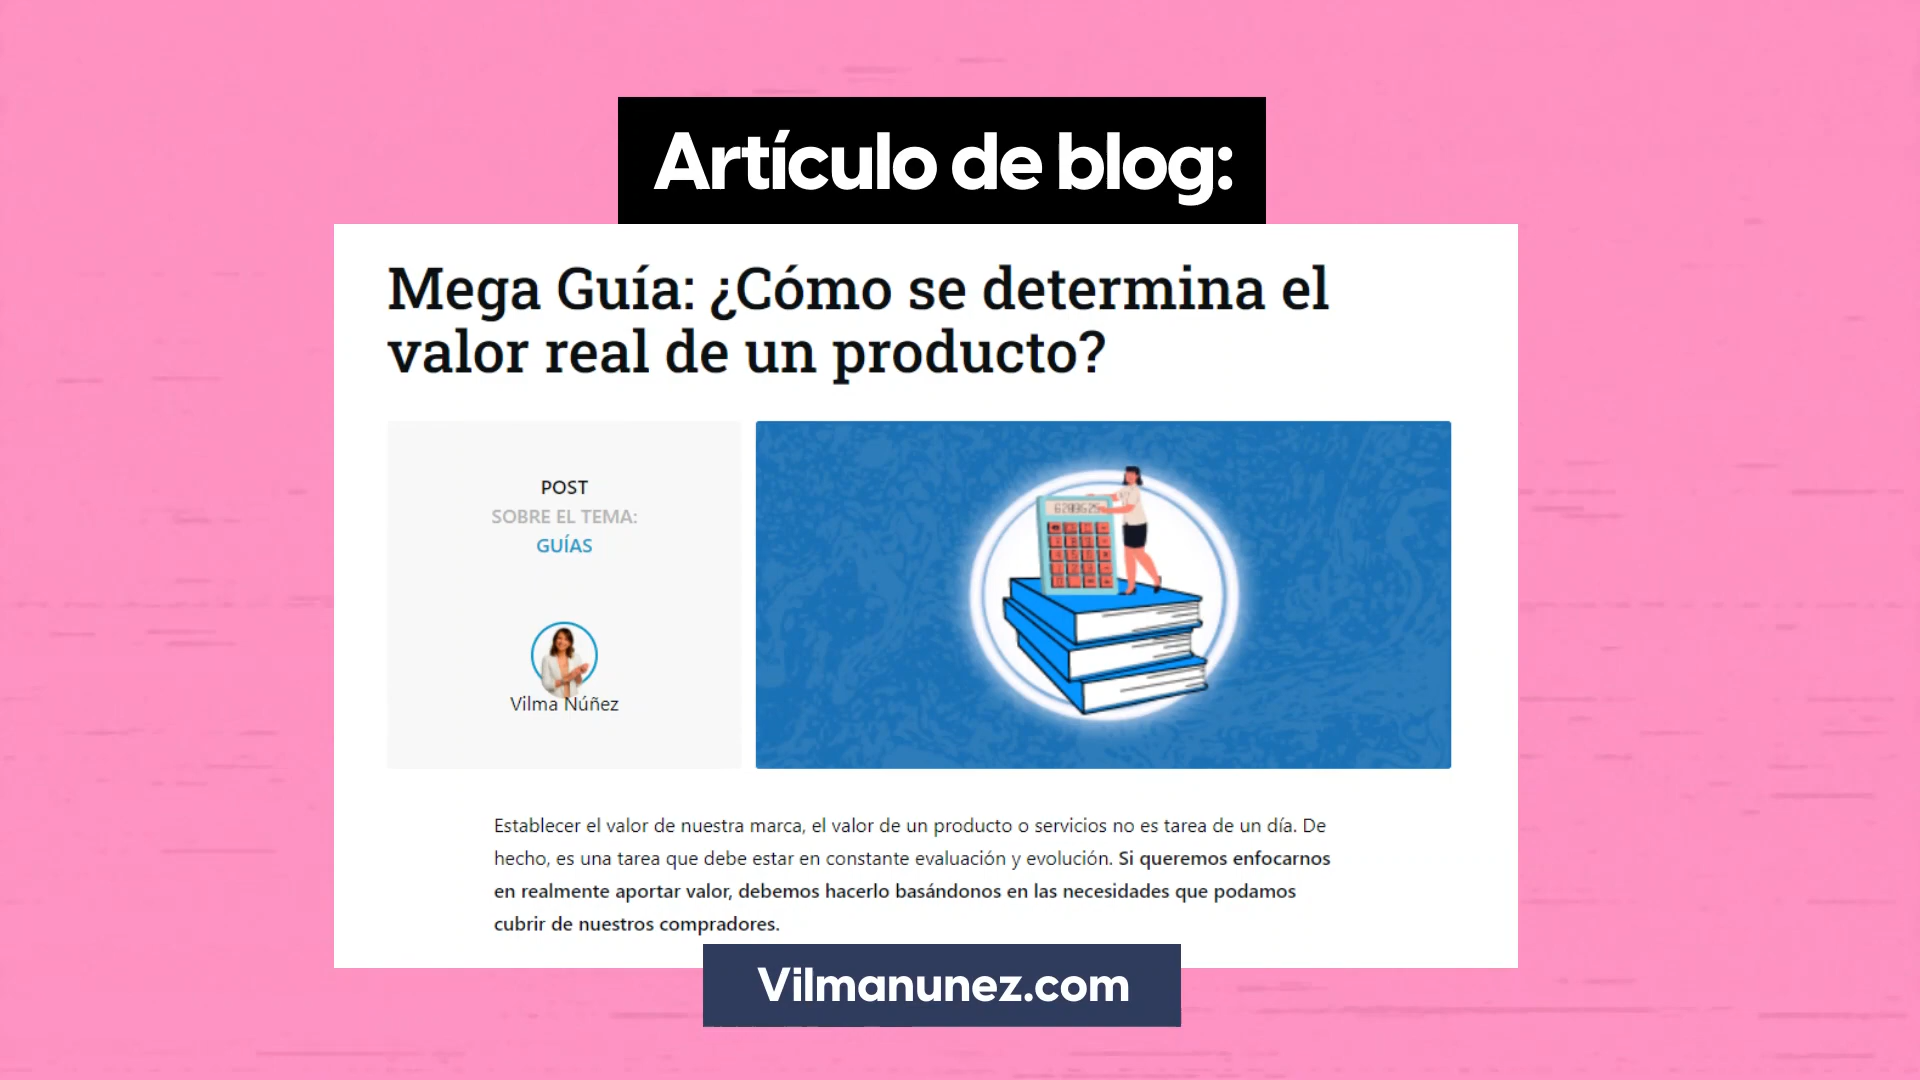 Artículo de blog:
Mega Guía: ¿Cómo se determina el
valor real de un producto?
POST
SOBRE EL TEMA:
GUÍAS
Vilma Núñez
Establecer el valor de nuestra marca, el valor de un producto o servicios no es tarea de un día. De
hecho, es una tarea que debe estar en constante evaluación y evolución. Si queremos enfocarnos
en realmente aportar valor, debemos hacerlo basándonos en las necesidades que podamos
cubrir de nuestros compradores.
Vilmanunez.com